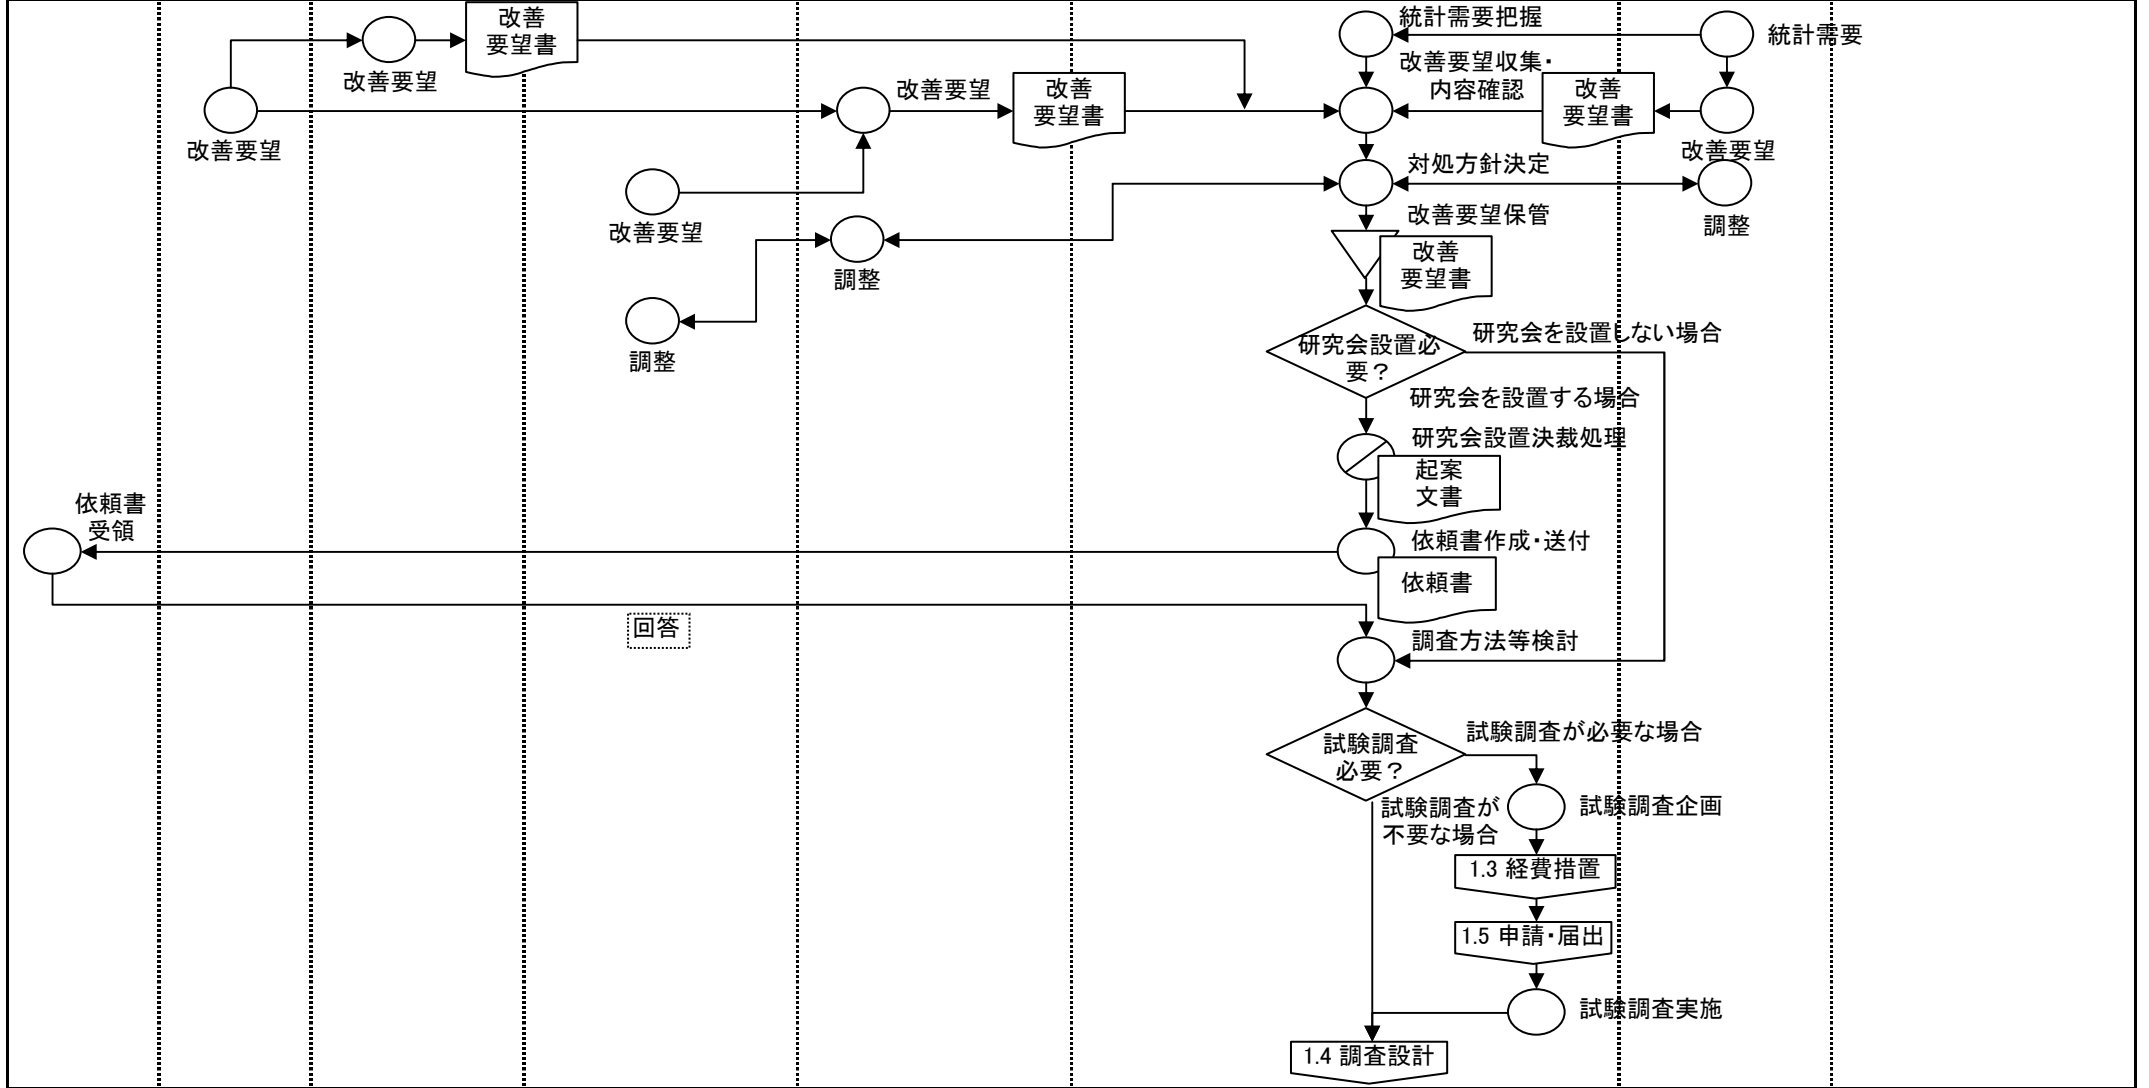 改善
要望書
統計需要把握
統計需要
改善要望
改善要望収集・
内容確認
改善要望
改善
要望書
改善
要望書
改善要望
改善要望
対処方針決定
改善要望
改善要望保管
調整
調整
改善
要望書
調整
研究会を設置しない場合
研究会設置必
要？
研究会を設置する場合
研究会設置決裁処理
起案
文書
依頼書
受領
依頼書作成・送付
依頼書
回答
調査方法等検討
試験調査が必要な場合
試験調査
必要？
試験調査が
不要な場合
試験調査企画
1.3 経費措置
1.5 申請・届出
試験調査実施
1.4 調査設計